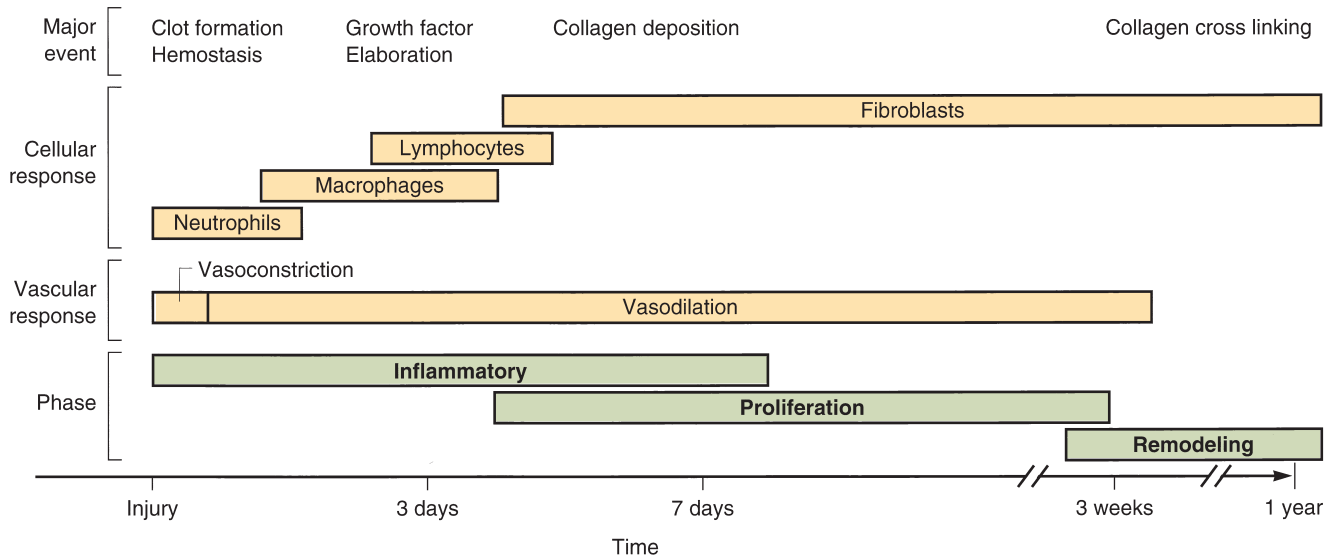 Major event
Clot formation
Hemostasis
Growth factor
Elaboration
Collagen deposition
Collagen cross linking
Cellular response
Fibroblasts
Lymphocytes
Macrophages
Neutrophils
Vascular response
Vasoconstriction
Vasodilation
Phase
Inflammatory
Proliferation
Remodeling
Injury
3 days
7 days
3 weeks
1 year
Time